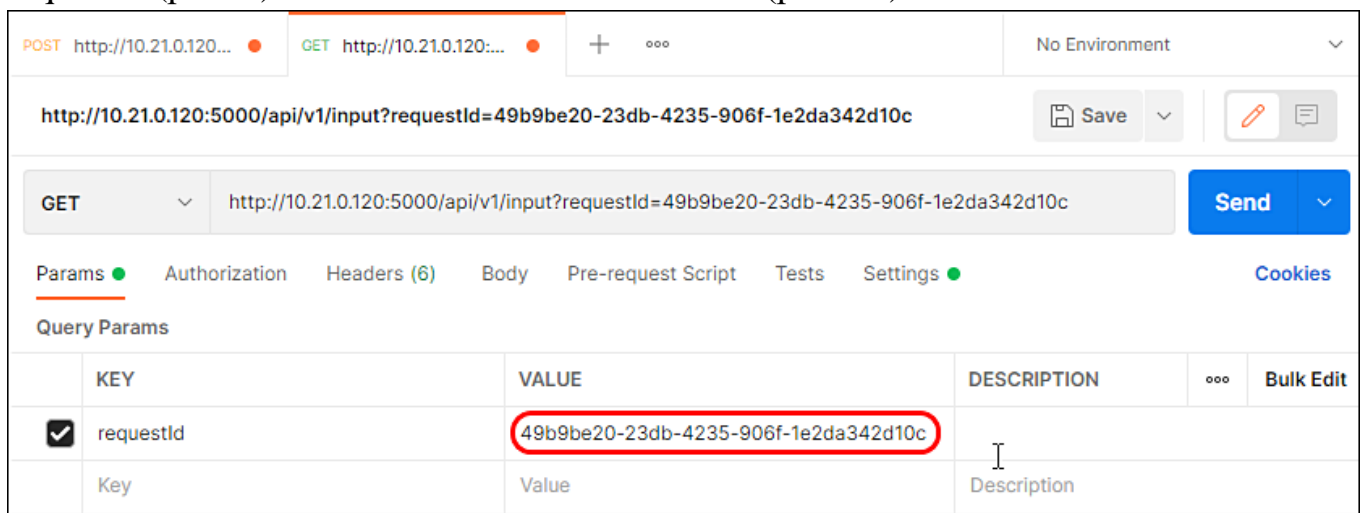 POST http://10.21.0.120... GET http://10.21.0.120:... No Environment
http://10.21.0.120:5000/api/v1/input?requestId=49b9be20-23db-4235-906f-1e2da342d10c Save
GET http://10.21.0.120:5000/api/v1/input?requestId=49b9be20-23db-4235-906f-1e2da342d10c Send
Params Authorization Headers (6) Body Pre-request Script Tests Settings Cookies
Query Params
KEY VALUE DESCRIPTION Bulk Edit
requestId 49b9be20-23db-4235-906f-1e2da342d10c
Key Value Description